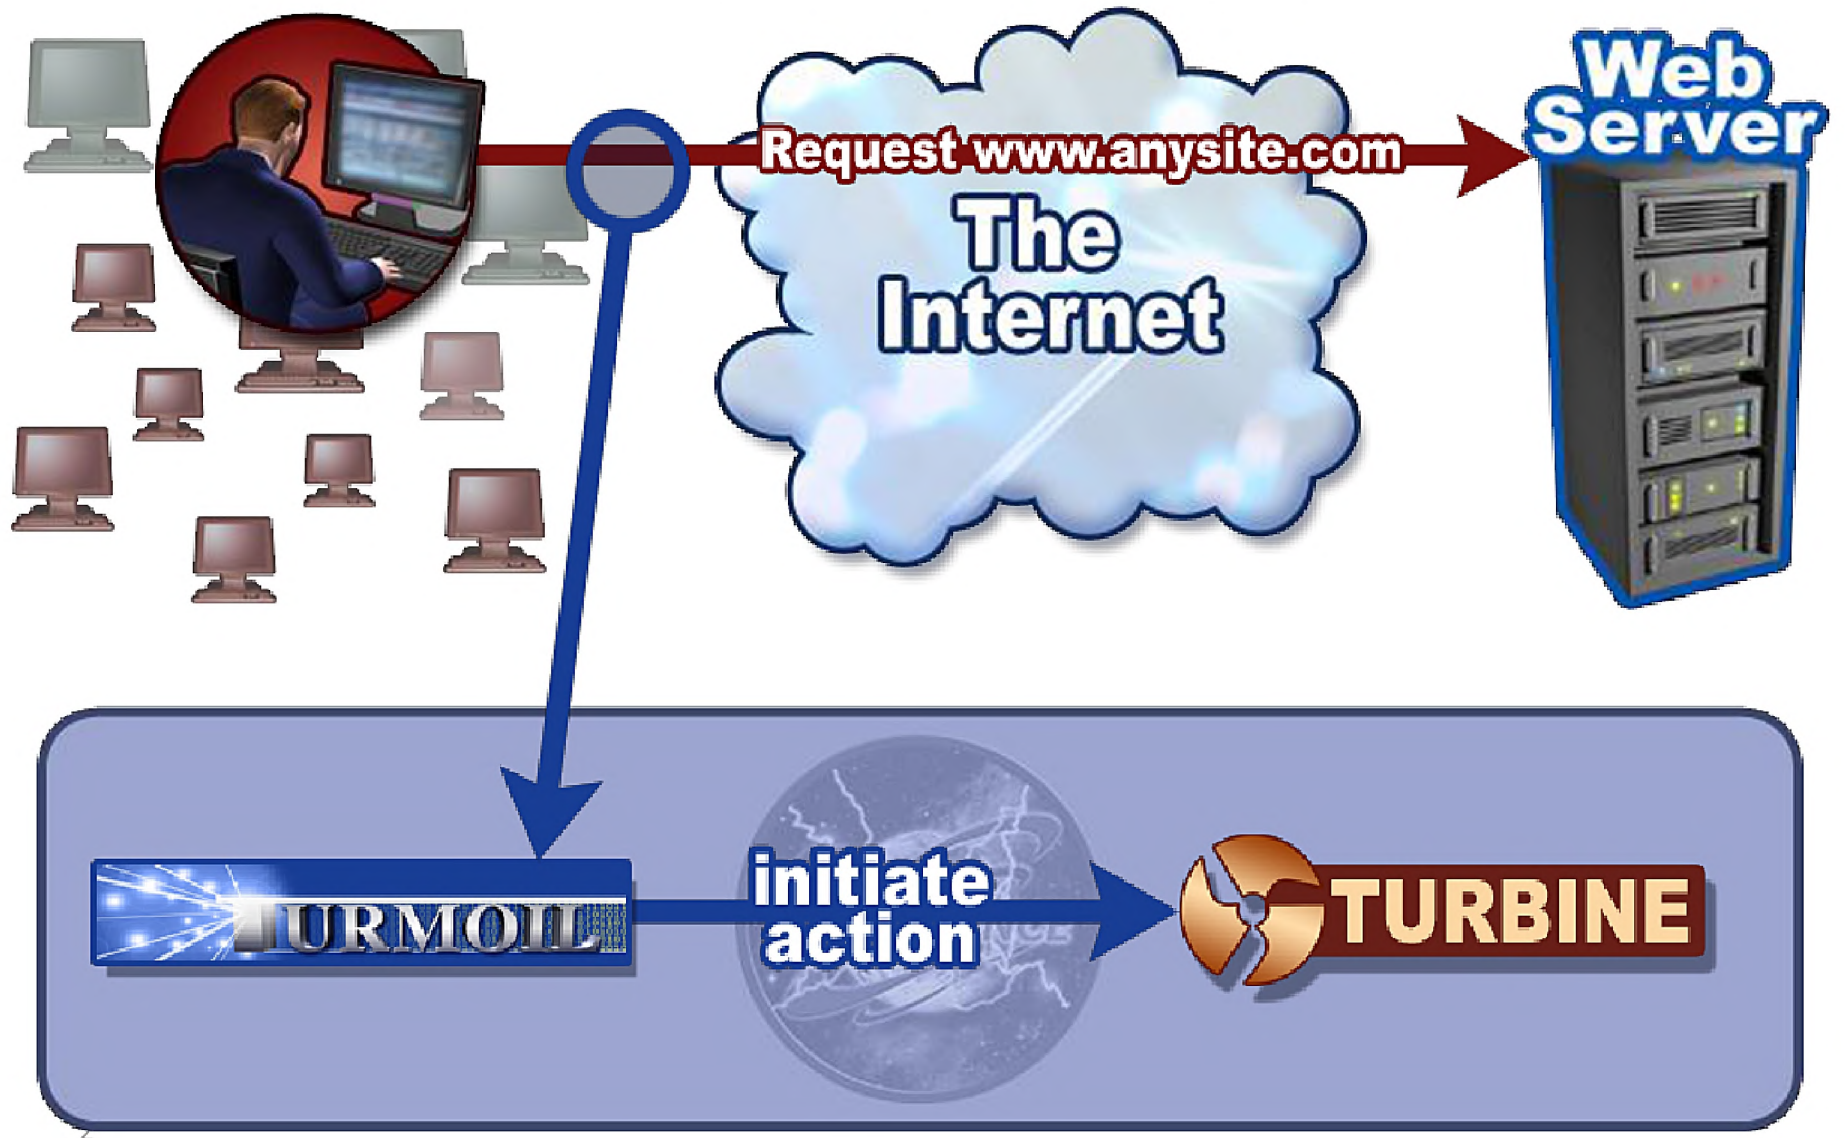 Request www.anysite.com
The
Internet
Web
Server
TURMOIL
initiate
action
TURBINE